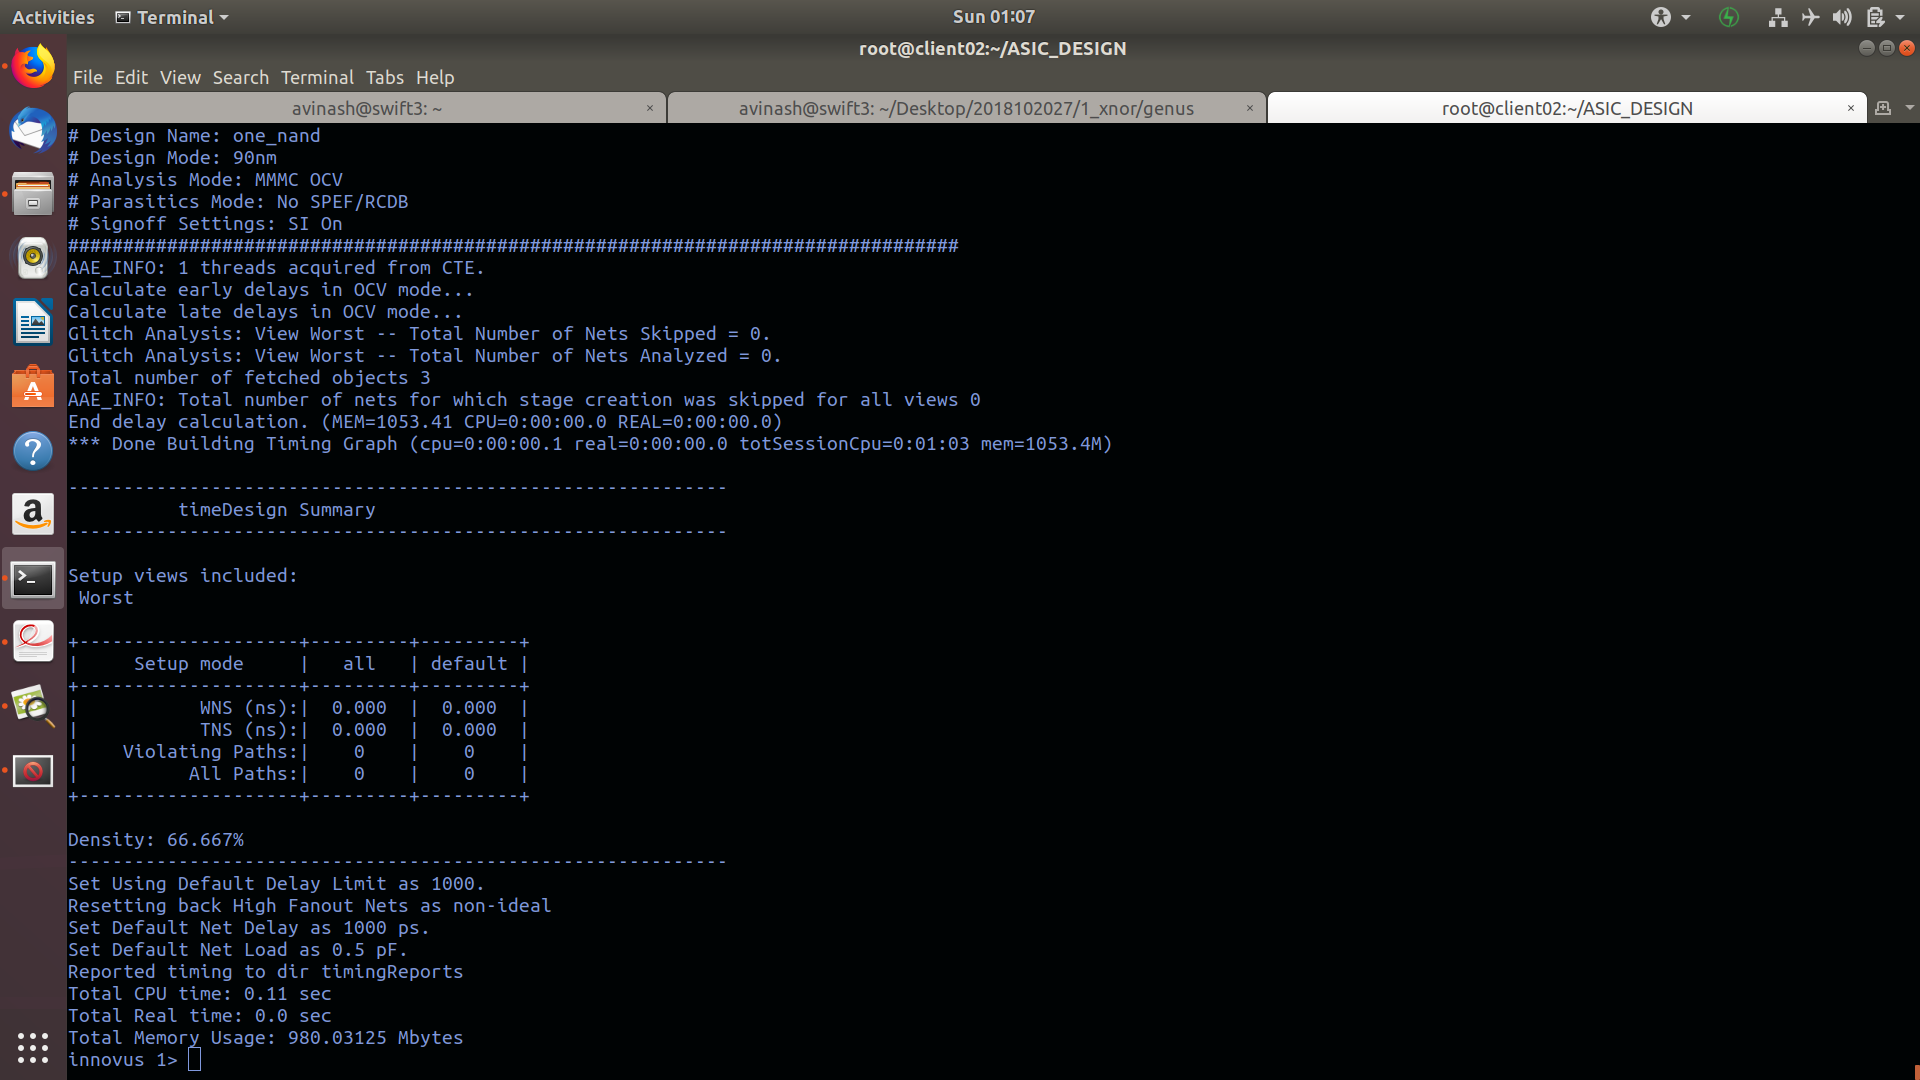 Activities Terminal Sun 01:07
root@client02:~/ASIC_DESIGN
File Edit View Search Terminal Tabs Help
avinash@swift3: ~ × avinash@swift3: ~/Desktop/2018102027/1_xnor/genus × root@client02:~/ASIC_DESIGN ×
# Design Name: one_nand
# Design Mode: 90nm
# Analysis Mode: MMMC OCV
# Parasitics Mode: No SPEF/RCDB
# Signoff Settings: SI On
#################################################################################
AAE_INFO: 1 threads acquired from CTE.
Calculate early delays in OCV mode...
Calculate late delays in OCV mode...
Glitch Analysis: View Worst -- Total Number of Nets Skipped = 0.
Glitch Analysis: View Worst -- Total Number of Nets Analyzed = 0.
Total number of fetched objects 3
AAE_INFO: Total number of nets for which stage creation was skipped for all views 0
End delay calculation. (MEM=1053.41 CPU=0:00:00.0 REAL=0:00:00.0)
*** Done Building Timing Graph (cpu=0:00:00.1 real=0:00:00.0 totSessionCpu=0:01:03 mem=1053.4M)
------------------------------------------------------------
          timeDesign Summary
------------------------------------------------------------
Setup views included:
 Worst
+--------------------+---------+---------+
|     Setup mode     |   all   | default |
+--------------------+---------+---------+
|           WNS (ns):|  0.000  |  0.000  |
|           TNS (ns):|  0.000  |  0.000  |
|    Violating Paths:|    0    |    0    |
|          All Paths:|    0    |    0    |
+--------------------+---------+---------+
Density: 66.667%
------------------------------------------------------------
Set Using Default Delay Limit as 1000.
Resetting back High Fanout Nets as non-ideal
Set Default Net Delay as 1000 ps.
Set Default Net Load as 0.5 pF.
Reported timing to dir timingReports
Total CPU time: 0.11 sec
Total Real time: 0.0 sec
Total Memory Usage: 980.03125 Mbytes
innovus 1>